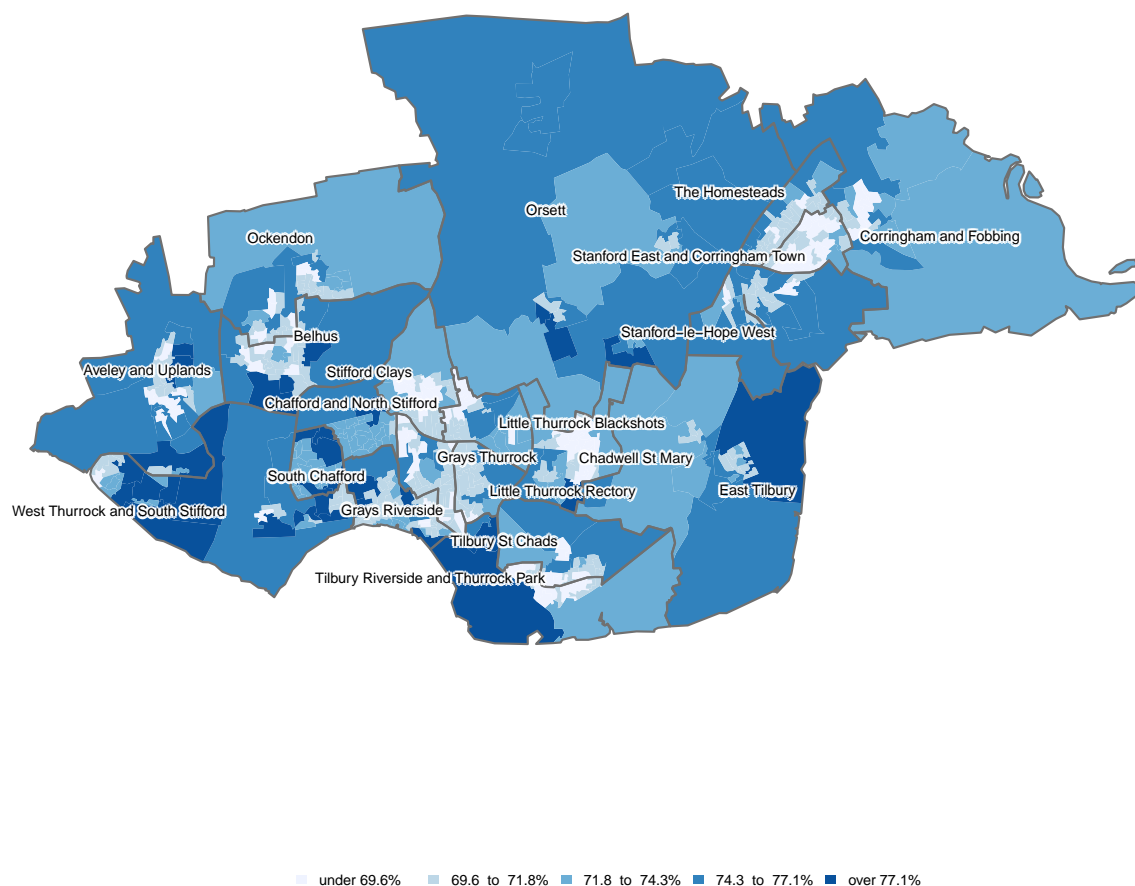 The Homesteads
Orsett
Ockendon
Corringham and Fobbing
Stanford East and Corringham Town
Stanford−le−Hope West
Belhus
Aveley and Uplands
Stifford Clays
Chafford and North Stifford
Little Thurrock Blackshots
Grays Thurrock
Chadwell St Mary
South Chafford
Little Thurrock Rectory
East Tilbury
West Thurrock and South Stifford
Grays Riverside
Tilbury St Chads
Tilbury Riverside and Thurrock Park
under 69.6% 69.6 to 71.8% 71.8 to 74.3% 74.3 to 77.1% over 77.1%